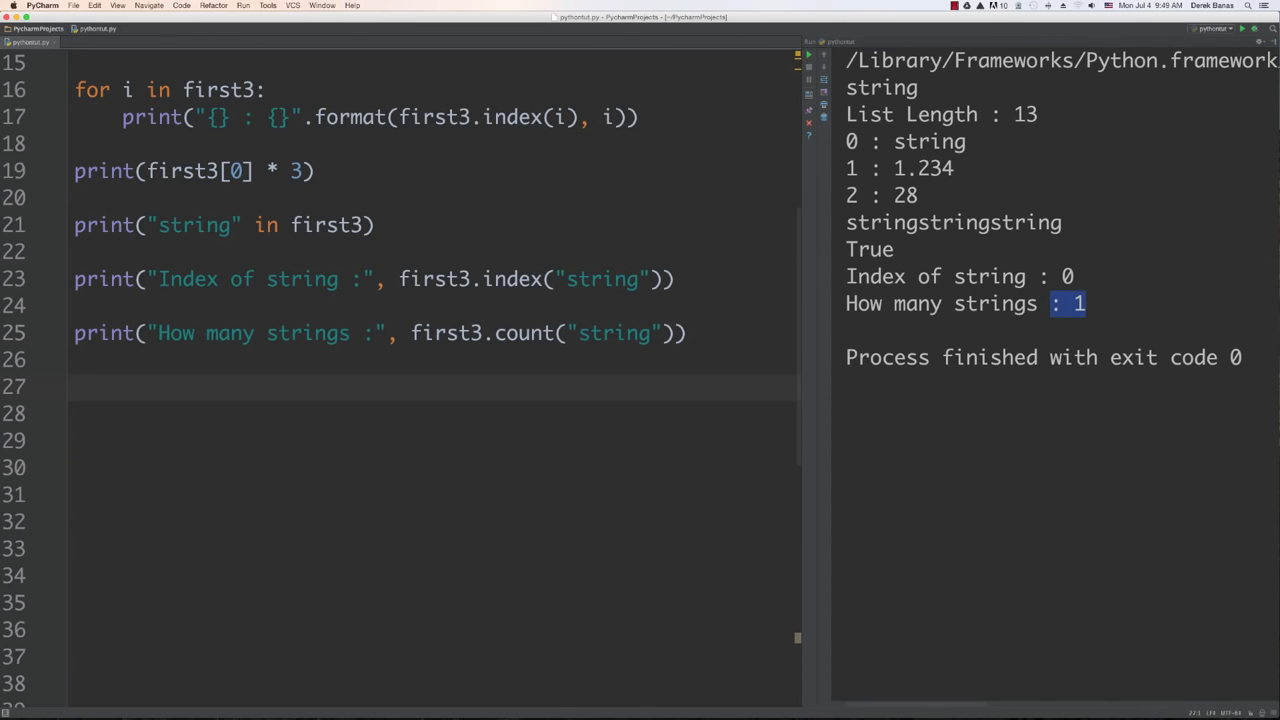 PyCharm File Edit View Navigate Code Refactor Run Tools VCS Window Help 10 Mon Jul 4 9:49 AM Derek Banas
pythontut.py - PycharmProjects - [~/PycharmProjects]
PycharmProjects pythontut.py pythontut
pythontut.py
Run pythontut
15
16 for i in first3:
17 print("{} : {}".format(first3.index(i), i))
18
19 print(first3[0] * 3)
20
21 print("string" in first3)
22
23 print("Index of string :", first3.index("string"))
24
25 print("How many strings :", first3.count("string"))
26
27
28
29
30
31
32
33
34
35
36
37
38
/Library/Frameworks/Python.framework
string
List Length : 13
0 : string
1 : 1.234
2 : 28
stringstringstring
True
Index of string : 0
How many strings : 1
Process finished with exit code 0
27:1 LF‡ UTF-8‡